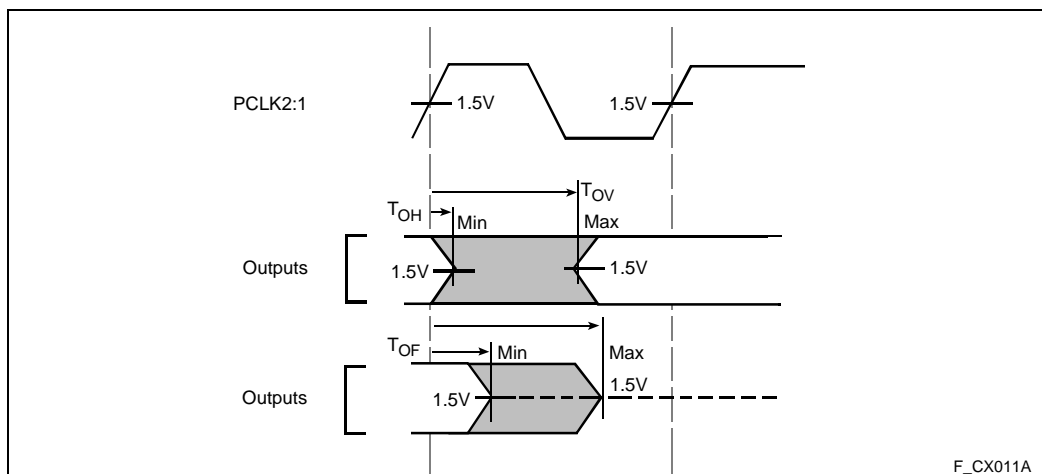 PCLK2:1
1.5V
1.5V
TOV
TOH
Min
Max
Outputs
1.5V
1.5V
TOF
Min
Max
1.5V
1.5V
Outputs
F_CX011A